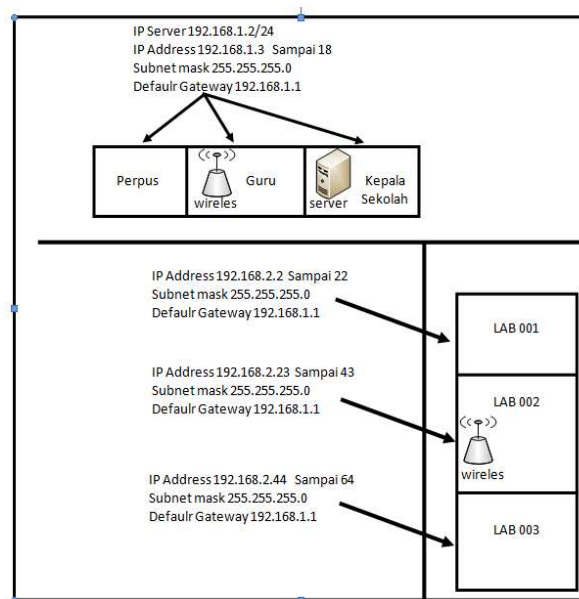 IP Server 192.168.1.2/24
IP Address 192.168.1.3 Sampai 18
Subnet mask 255.255.255.0
Defaulr Gateway 192.168.1.1
Perpus
Guru
wireles
server
Kepala
Sekolah
IP Address 192.168.2.2 Sampai 22
Subnet mask 255.255.255.0
Defaulr Gateway 192.168.1.1
LAB 001
IP Address 192.168.2.23 Sampai 43
Subnet mask 255.255.255.0
Defaulr Gateway 192.168.1.1
LAB 002
wireles
IP Address 192.168.2.44 Sampai 64
Subnet mask 255.255.255.0
Defaulr Gateway 192.168.1.1
LAB 003